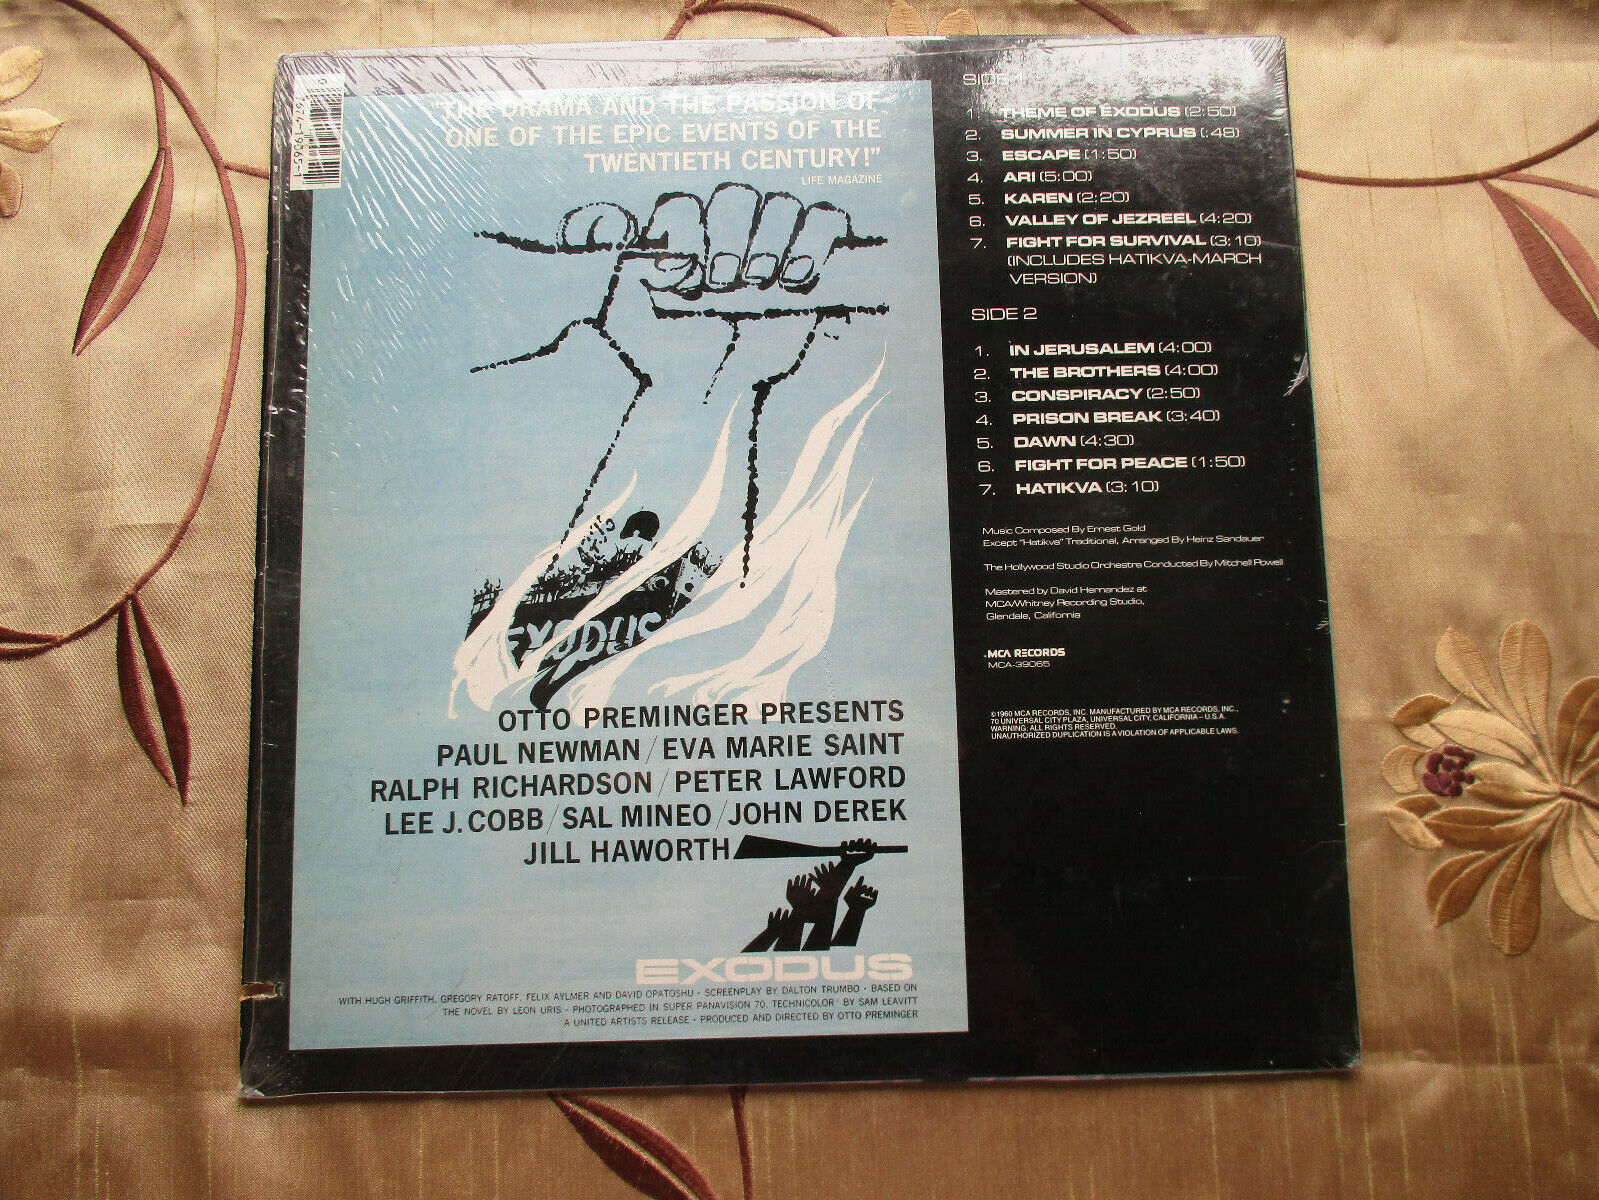 "THE DRAMA AND THE PASSION OF
ONE OF THE EPIC EVENTS OF THE
TWENTIETH CENTURY!"
LIFE MAGAZINE
EXODUS
OTTO PREMINGER PRESENTS
PAUL NEWMAN/EVA MARIE SAINT
RALPH RICHARDSON/PETER LAWFORD
LEE J. COBB/SAL MINEO/JOHN DEREK
JILL HAWORTH
EXODUS
WITH HUGH GRIFFITH, GREGORY RATOFF, FELIX AYLMER AND DAVID OPATOSHU · SCREENPLAY BY DALTON TRUMBO · BASED ON
THE NOVEL BY LEON URIS · PHOTOGRAPHED IN SUPER PANAVISION 70, TECHNICOLOR BY SAM LEAVITT
A UNITED ARTISTS RELEASE · PRODUCED AND DIRECTED BY OTTO PREMINGER
SIDE 1
1. THEME OF EXODUS (2:50)
2. SUMMER IN CYPRUS (:48)
3. ESCAPE (1:50)
4. ARI (5:00)
5. KAREN (2:20)
6. VALLEY OF JEZREEL (4:20)
7. FIGHT FOR SURVIVAL (3:10)
(INCLUDES HATIKVA-MARCH
VERSION)
SIDE 2
1. IN JERUSALEM (4:00)
2. THE BROTHERS (4:00)
3. CONSPIRACY (2:50)
4. PRISON BREAK (3:40)
5. DAWN (4:30)
6. FIGHT FOR PEACE (1:50)
7. HATIKVA (3:10)
Music Composed By Ernest Gold
Except "Hatikva" Traditional, Arranged By Heinz Sandauer
The Hollywood Studio Orchestra Conducted By Mitchell Powell
Mastered by David Hernandez at
MCA/Whitney Recording Studio,
Glendale, California
MCA RECORDS
MCA-39065
©1960 MCA RECORDS, INC. MANUFACTURED BY MCA RECORDS, INC.,
70 UNIVERSAL CITY PLAZA, UNIVERSAL CITY, CALIFORNIA – U.S.A.
WARNING: ALL RIGHTS RESERVED.
UNAUTHORIZED DUPLICATION IS A VIOLATION OF APPLICABLE LAWS.